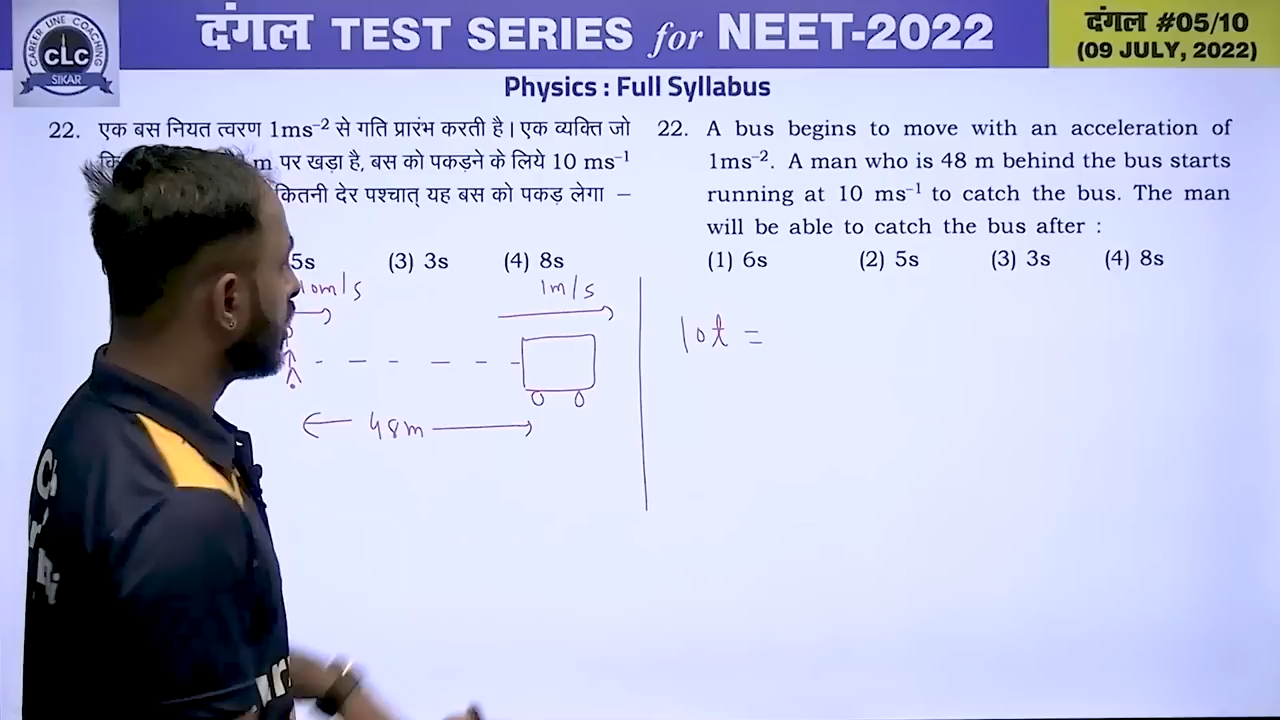 दंगल TEST SERIES for NEET-2022
दंगल #05/10
(09 JULY, 2022)
CAREER LINE COACHING
CLC
SIKAR
Physics : Full Syllabus
22. एक बस नियत त्वरण 1ms⁻² से गति प्रारंभ करती है। एक व्यक्ति जो
m पर खड़ा है, बस को पकड़ने के लिये 10 ms⁻¹
कितनी देर पश्चात् यह बस को पकड़ लेगा –
5s (3) 3s (4) 8s
10m/s
1m/s
48m
22. A bus begins to move with an acceleration of
1ms⁻². A man who is 48 m behind the bus starts
running at 10 ms⁻¹ to catch the bus. The man
will be able to catch the bus after :
(1) 6s (2) 5s (3) 3s (4) 8s
10t =